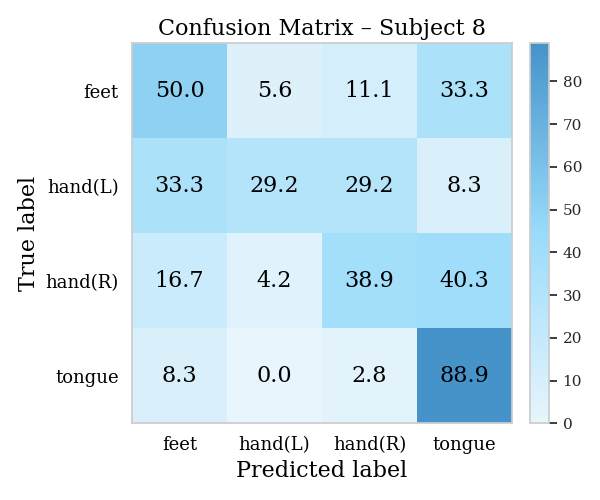 Confusion Matrix – Subject 8
True label
feet 50.0 5.6 11.1 33.3
hand(L) 33.3 29.2 29.2 8.3
hand(R) 16.7 4.2 38.9 40.3
tongue 8.3 0.0 2.8 88.9
feet hand(L) hand(R) tongue
Predicted label
80
70
60
50
40
30
20
10
0